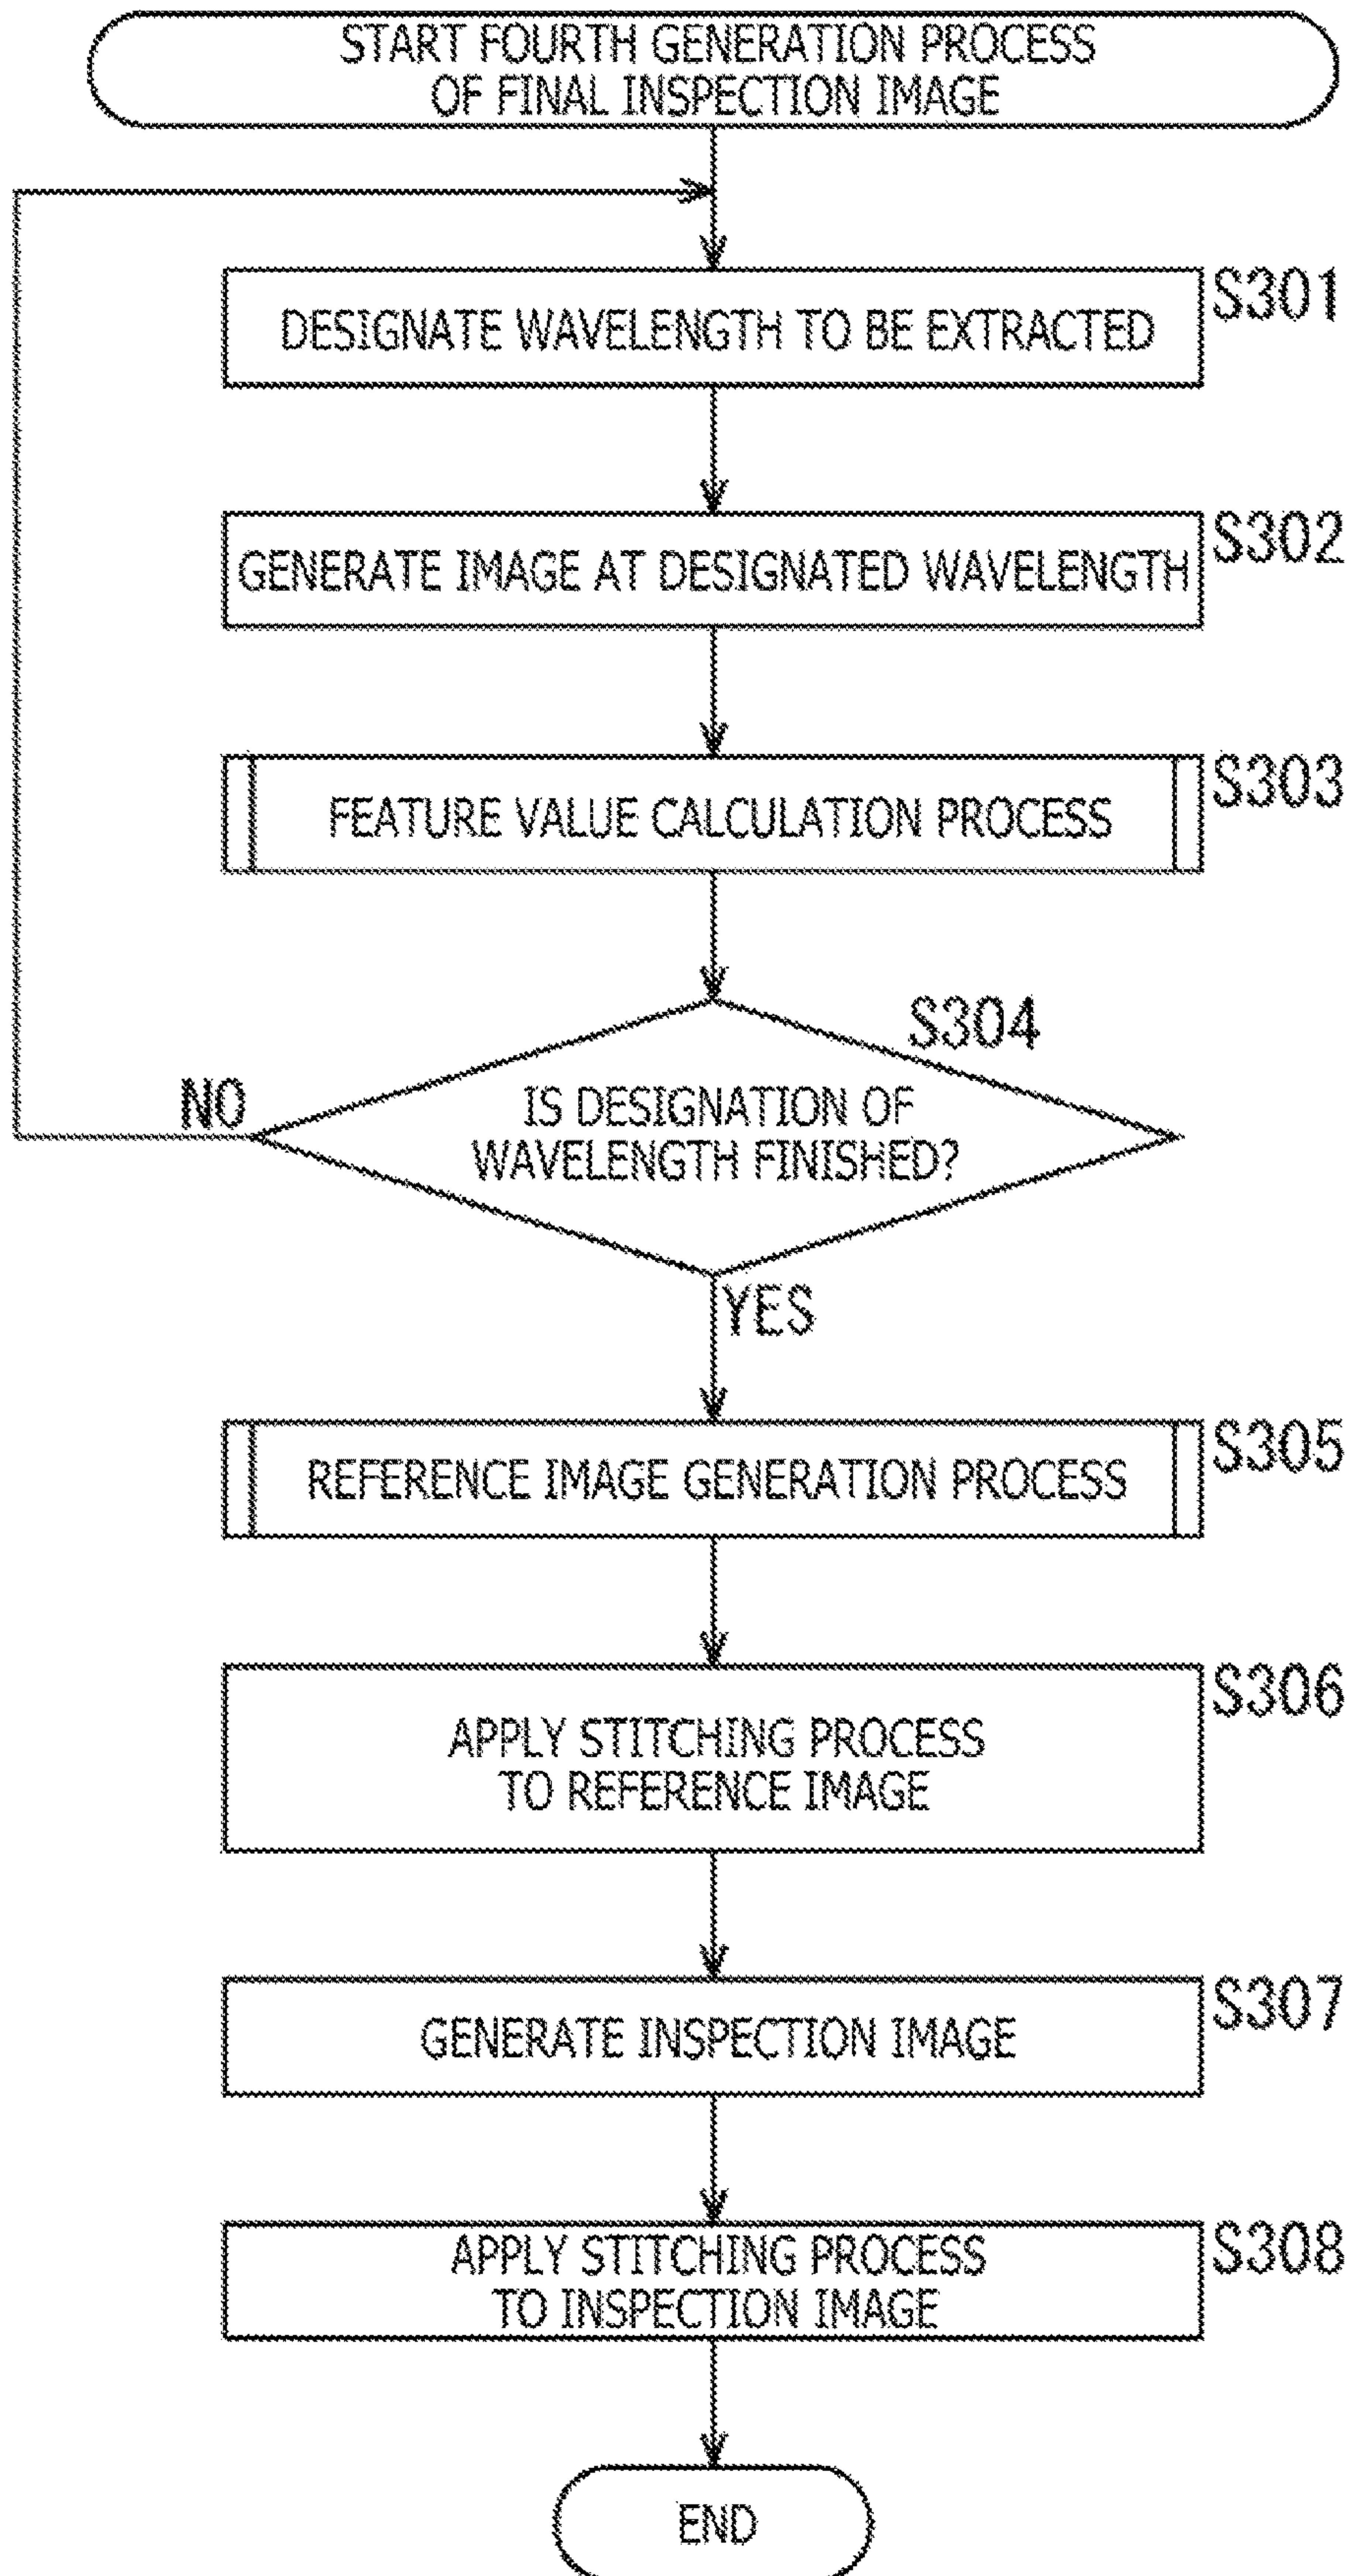 START FOURTH GENERATION PROCESS
OF FINAL INSPECTION IMAGE
S301
DESIGNATE WAVELENGTH TO BE EXTRACTED
S302
GENERATE IMAGE AT DESIGNATED WAVELENGTH
S303
FEATURE VALUE CALCULATION PROCESS
S304
NO
IS DESIGNATION OF
WAVELENGTH FINISHED?
YES
S305
REFERENCE IMAGE GENERATION PROCESS
S306
APPLY STITCHING PROCESS
TO REFERENCE IMAGE
S307
GENERATE INSPECTION IMAGE
S308
APPLY STITCHING PROCESS
TO INSPECTION IMAGE
END